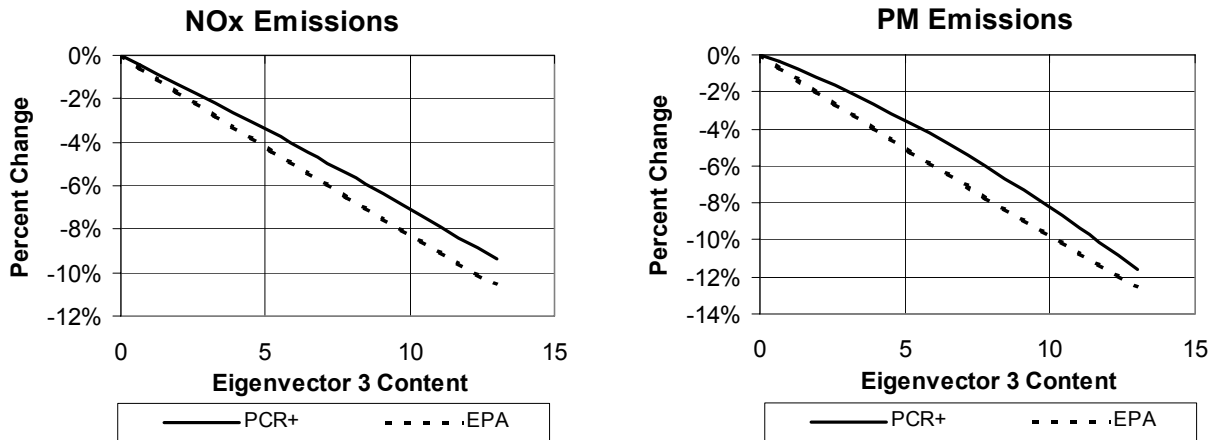 NOx Emissions
0%
-2%
-4%
-6%
-8%
-10%
-12%
Percent Change
0 5 10 15
Eigenvector 3 Content
PCR+ EPA
PM Emissions
0%
-2%
-4%
-6%
-8%
-10%
-12%
-14%
Percent Change
0 5 10 15
Eigenvector 3 Content
PCR+ EPA